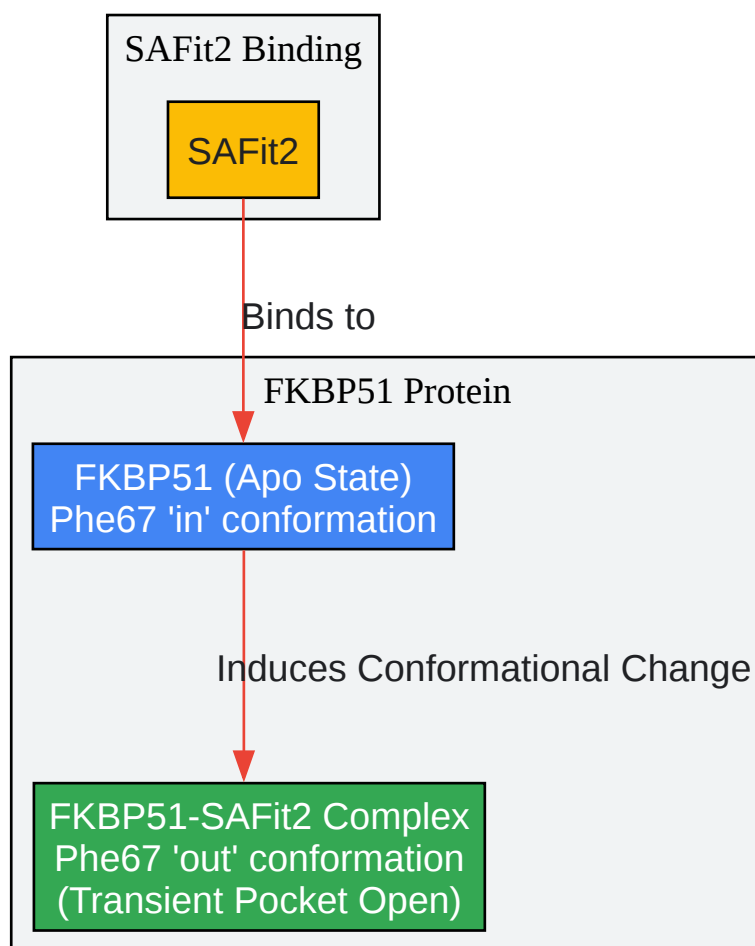 SAFit2 Binding
SAFit2
Binds to
FKBP51 Protein
FKBP51 (Apo State)
Phe67 'in' conformation
Induces Conformational Change
FKBP51-SAFit2 Complex
Phe67 'out' conformation
(Transient Pocket Open)